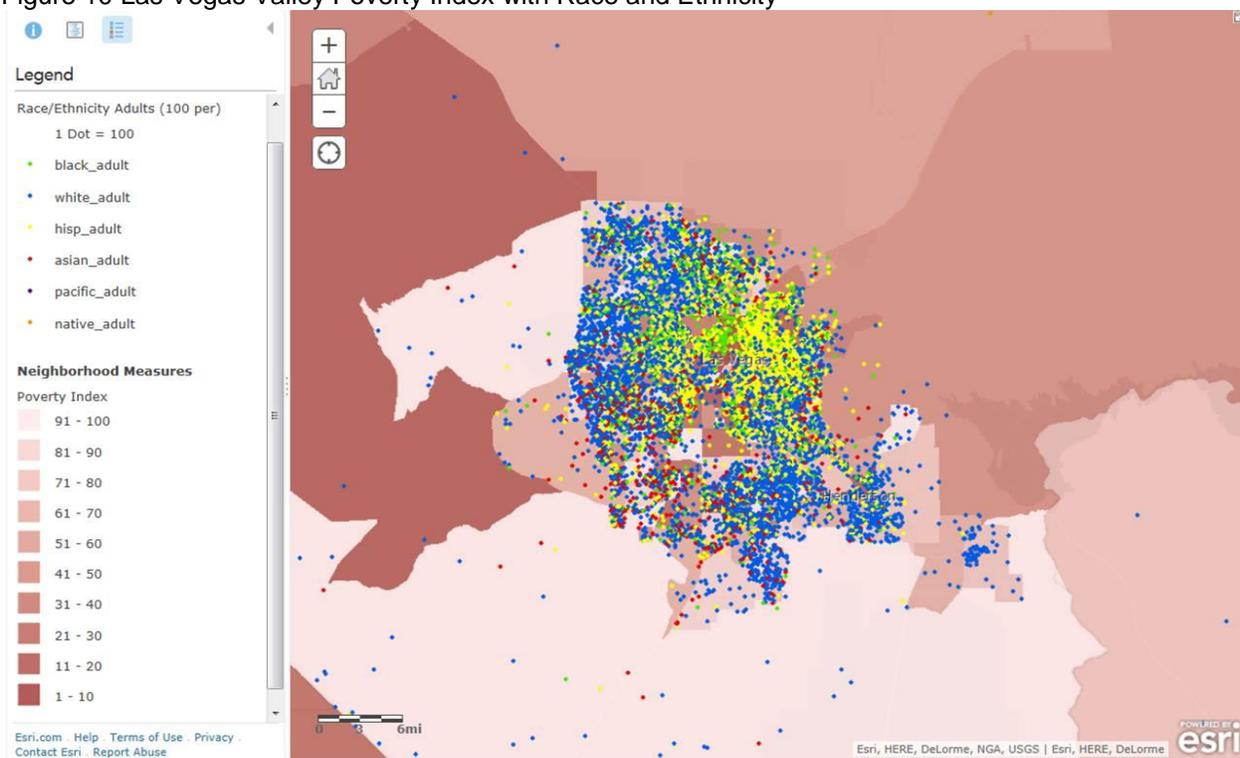 Figure 10 Las Vegas Valley Poverty Index with Race and Ethnicity
Legend
Race/Ethnicity Adults (100 per)
1 Dot = 100
black_adult
white_adult
hisp_adult
asian_adult
pacific_adult
native_adult
Neighborhood Measures
Poverty Index
91 - 100
81 - 90
71 - 80
61 - 70
51 - 60
41 - 50
31 - 40
21 - 30
11 - 20
1 - 10
Esri.com . Help . Terms of Use . Privacy .
Contact Esri . Report Abuse
+
−
Las Vegas
Henderson
0 3 6mi
Esri, HERE, DeLorme, NGA, USGS | Esri, HERE, DeLorme
POWERED BY
esri